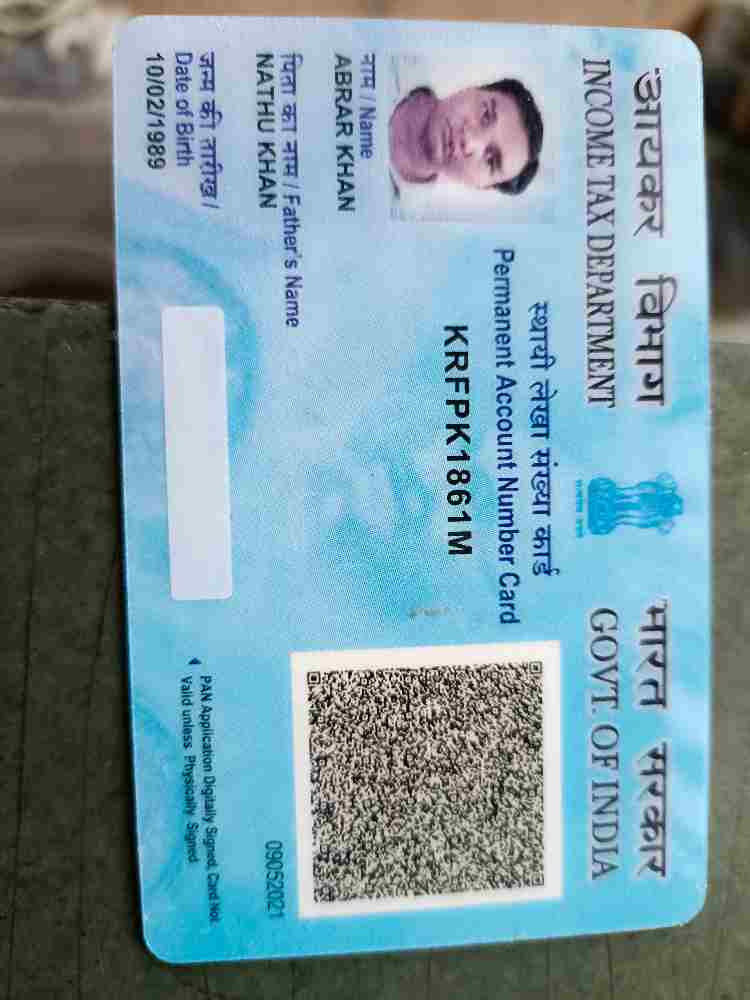 आयकर विभाग
INCOME TAX DEPARTMENT
भारत सरकार
GOVT. OF INDIA
स्थायी लेखा संख्या कार्ड
Permanent Account Number Card
KRFPK1861M
नाम / Name
ABRAR KHAN
पिता का नाम / Father's Name
NATHU KHAN
जन्म की तारीख /
Date of Birth
10/02/1989
09052021
PAN Application Digitally Signed, Card Not
Valid unless Physically Signed